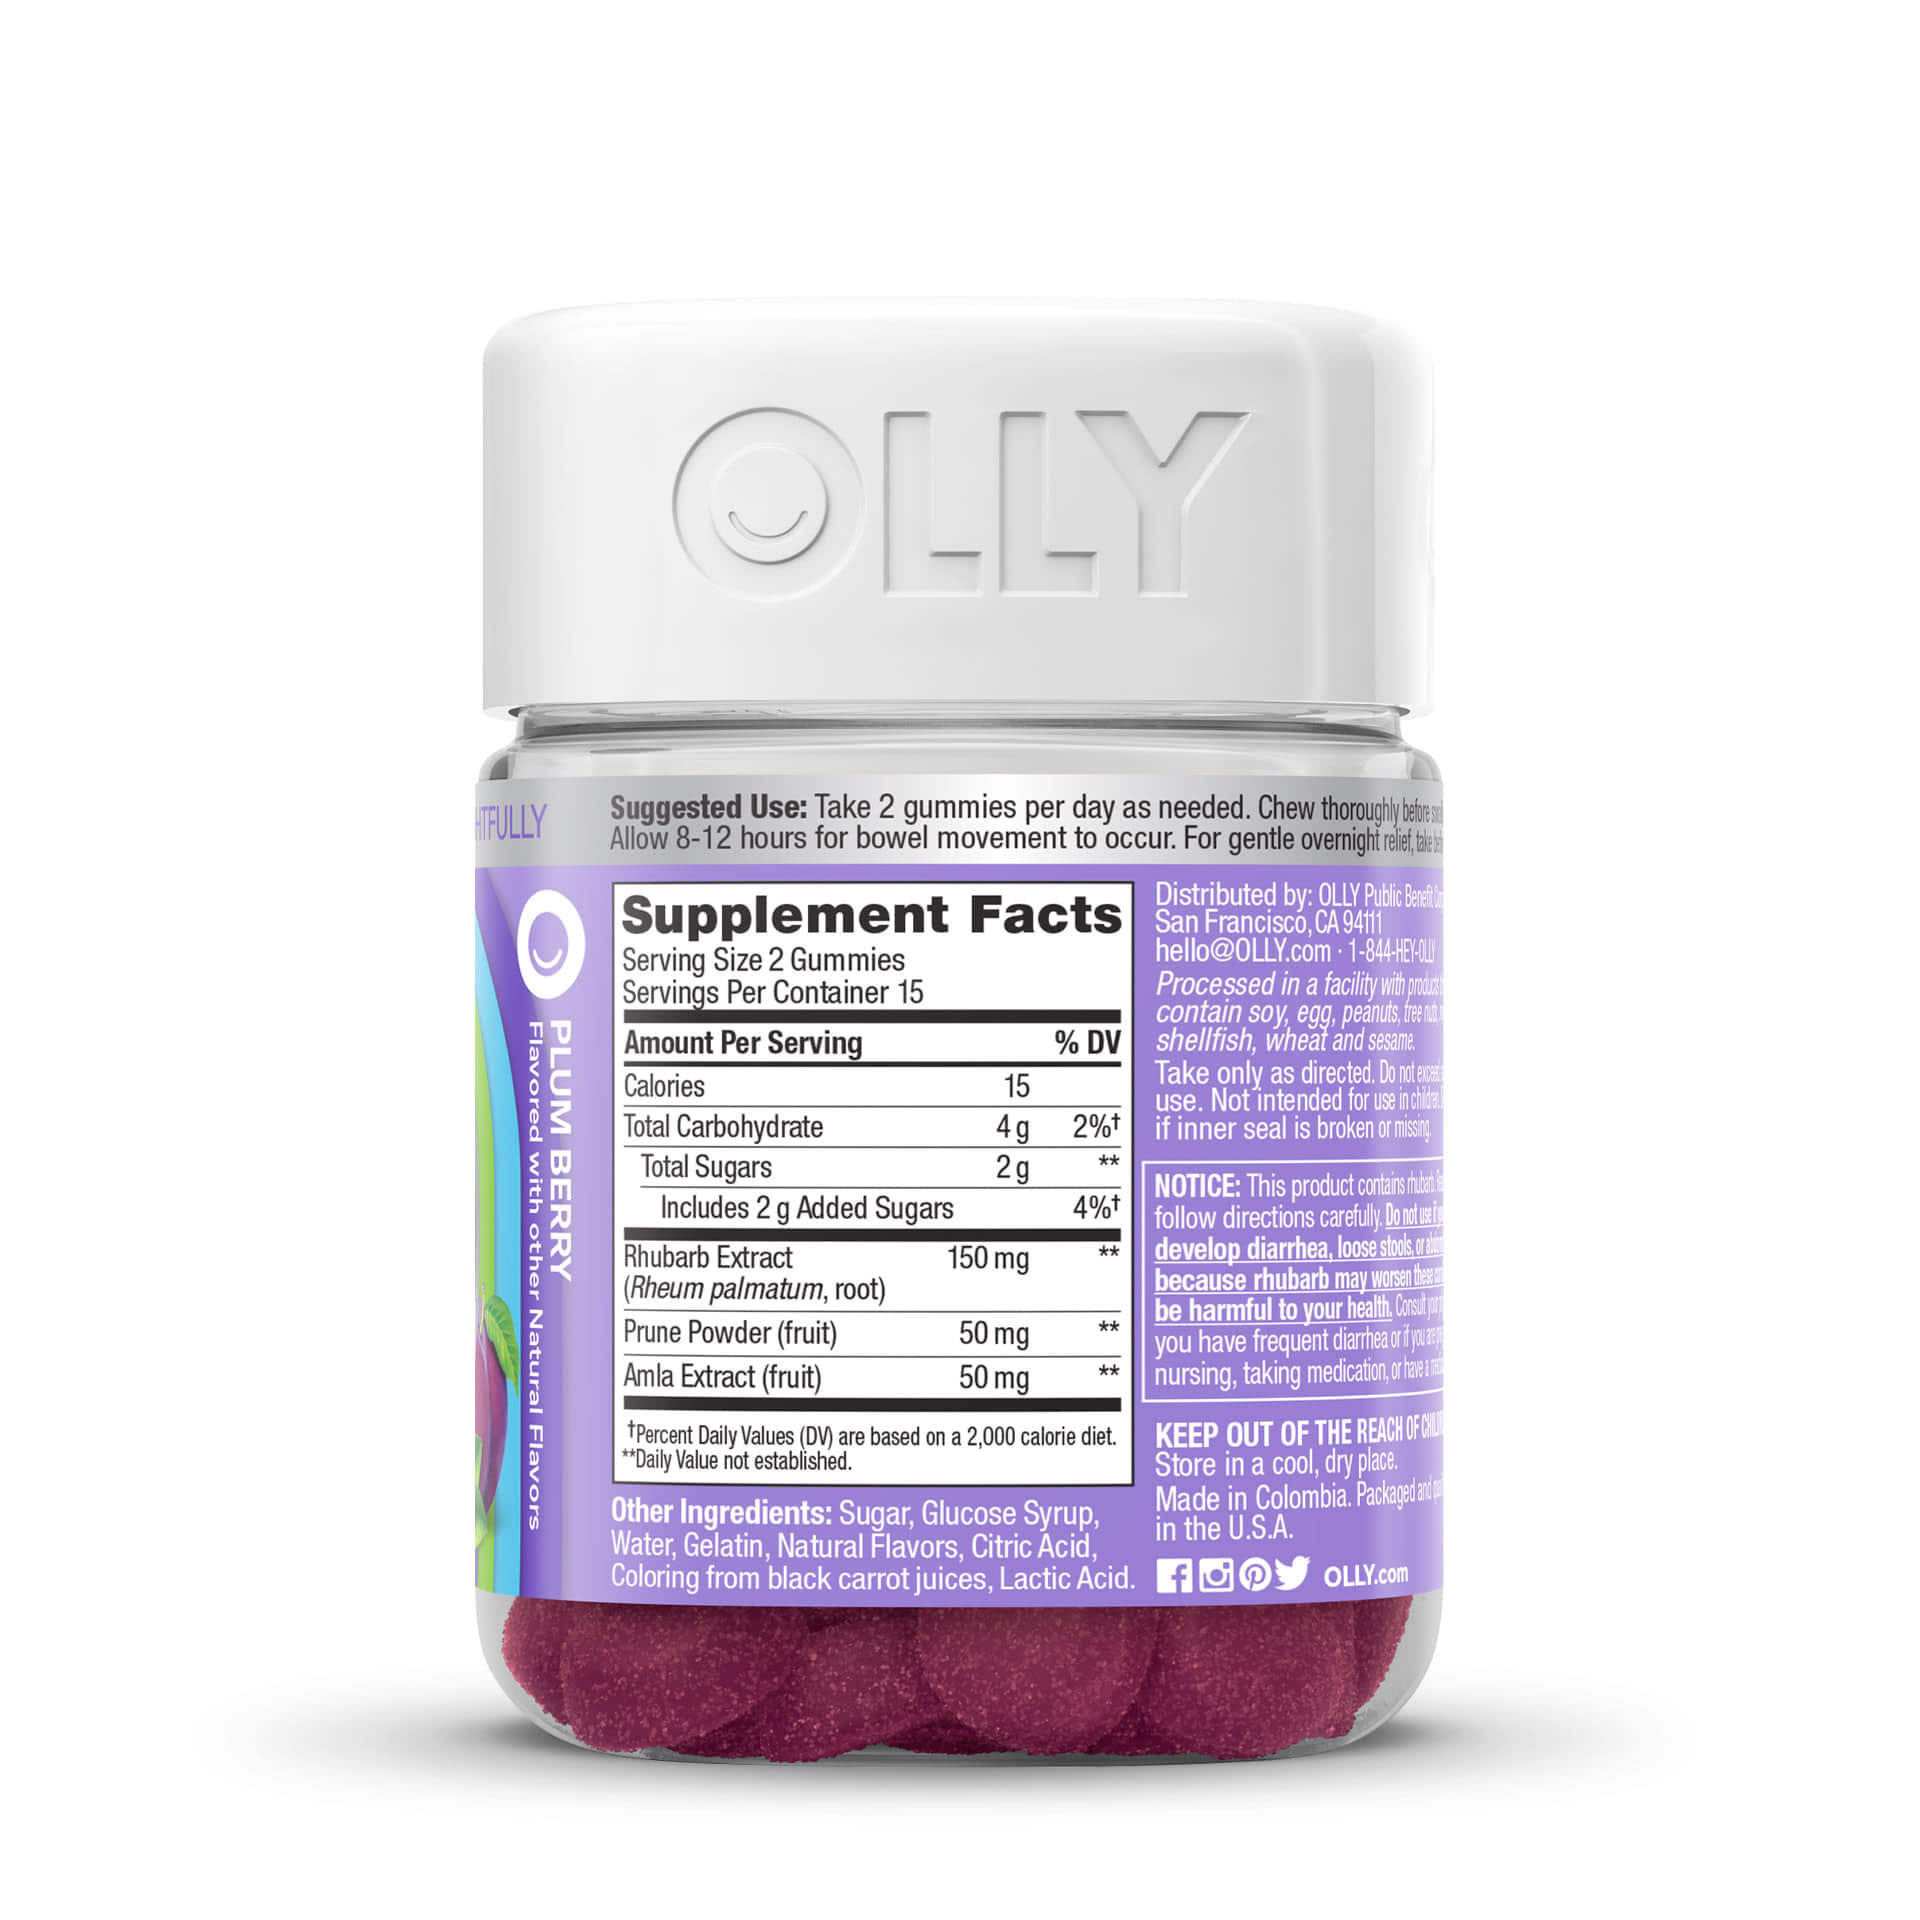 OLLY
HTFULLY
Suggested Use: Take 2 gummies per day as needed. Chew thoroughly before
Allow 8-12 hours for bowel movement to occur. For gentle overnight relief, take
PLUM BERRY
Flavored with other Natural Flavors
Supplement Facts
Serving Size 2 Gummies
Servings Per Container 15
Amount Per Serving % DV
Calories 15
Total Carbohydrate 4 g 2%†
Total Sugars 2 g **
Includes 2 g Added Sugars 4%†
Rhubarb Extract 150 mg **
(Rheum palmatum, root)
Prune Powder (fruit) 50 mg **
Amla Extract (fruit) 50 mg **
†Percent Daily Values (DV) are based on a 2,000 calorie diet.
**Daily Value not established.
Other Ingredients: Sugar, Glucose Syrup,
Water, Gelatin, Natural Flavors, Citric Acid,
Coloring from black carrot juices, Lactic Acid.
Distributed by: OLLY Public Benefit
San Francisco, CA 94111
hello@OLLY.com · 1-844-HEY-OLLY
Processed in a facility with products
contain soy, egg, peanuts, tree nuts,
shellfish, wheat and sesame.
Take only as directed. Do not exceed
use. Not intended for use in children.
if inner seal is broken or missing.
NOTICE: This product contains rhubarb.
follow directions carefully. Do not use if
develop diarrhea, loose stools, or
because rhubarb may worsen these
be harmful to your health. Consult your
you have frequent diarrhea or if you are
nursing, taking medication, or have a
KEEP OUT OF THE REACH OF
Store in a cool, dry place.
Made in Colombia. Packaged and
in the U.S.A.
OLLY.com